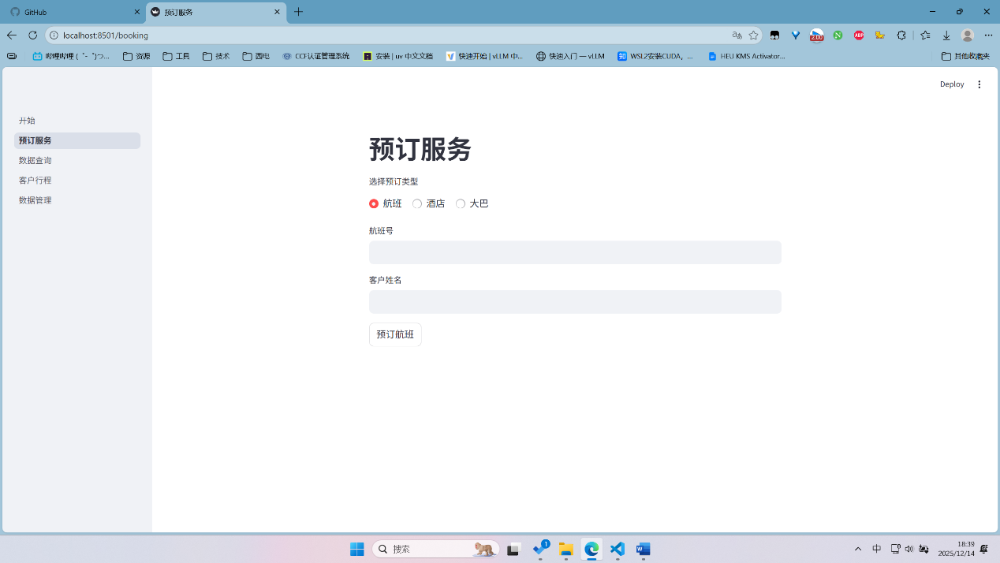 GitHub
预订服务
localhost:8501/booking
2.00
N
ABP
哔哩哔哩 (゜-゜)つ...
资源
工具
技术
西电
CCF认证管理系统
安装 | uv 中文文档
快速开始 | vLLM 中...
快速入门 — vLLM
知
WSL2安装CUDA，...
HEU KMS Activator...
其他收藏夹
Deploy
开始
预订服务
数据查询
客户行程
数据管理
预订服务
选择预订类型
航班
酒店
大巴
航班号
客户姓名
预订航班
搜索
1
W
中
18:39
2025/12/14